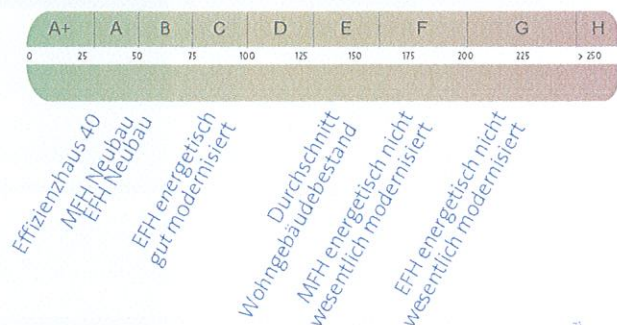 A+ A B C D E F G H
0 25 50 75 100 125 150 175 200 225 > 250
Effizienzhaus 40
MFH Neubau
EFH Neubau
EFH energetisch
gut modernisiert
Durchschnitt
Wohngebäudebestand
MFH energetisch nicht
wesentlich modernisiert
EFH energetisch nicht
wesentlich modernisiert